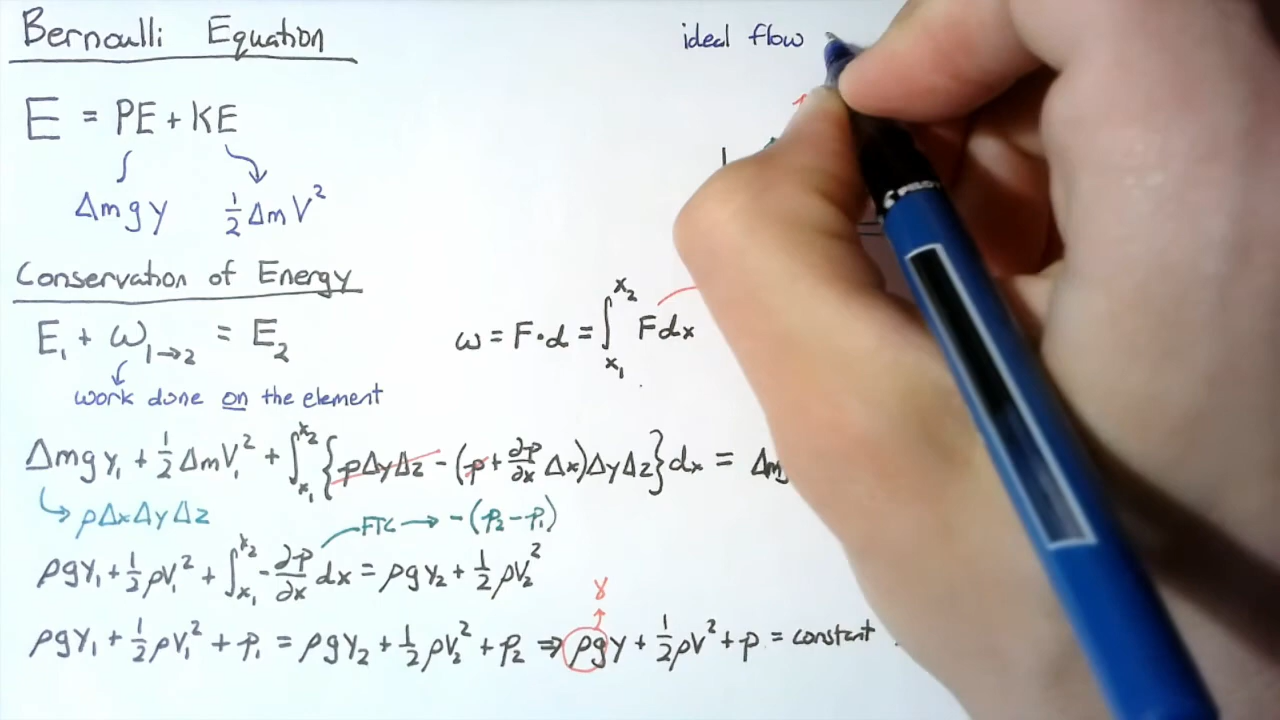 Bernoulli Equation
ideal flow
E = PE + KE
Δmgy ½ΔmV²
Conservation of Energy
E₁ + ω₁→₂ = E₂
ω = F·d = ∫ₓ₁ˣ² Fdx
work done on the element
Δmgy₁ + ½ΔmV₁² + ∫ₓ₁ˣ² {pΔyΔz - (p + ∂p/∂x Δx)ΔyΔz}dx = Δm
ρΔxΔyΔz
FTC → -(p₂-p₁)
ρgy₁ + ½ρV₁² + ∫ₓ₁ˣ² -∂p/∂x dx = ρgy₂ + ½ρV₂²
γ
ρgy₁ + ½ρV₁² + p₁ = ρgy₂ + ½ρV₂² + p₂ ⇒ ρgy + ½ρV² + p = constant
PILOT